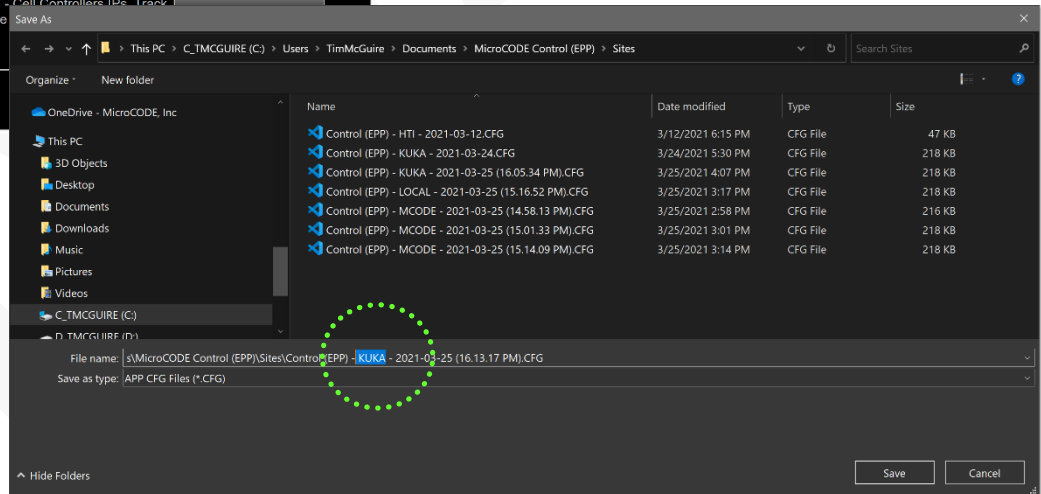 - Cell Controllers IPs, Track
e
Save As
This PC > C_TMCGUIRE (C:) > Users > TimMcGuire > Documents > MicroCODE Control (EPP) > Sites
Search Sites
Organize
New folder
Name
Date modified
Type
Size
OneDrive - MicroCODE, Inc
This PC
3D Objects
Desktop
Documents
Downloads
Music
Pictures
Videos
C_TMCGUIRE (C:)
D_TMCGUIRE (D:)
Control (EPP) - HTI - 2021-03-12.CFG 3/12/2021 6:15 PM CFG File 47 KB
Control (EPP) - KUKA - 2021-03-24.CFG 3/24/2021 5:30 PM CFG File 218 KB
Control (EPP) - KUKA - 2021-03-25 (16.05.34 PM).CFG 3/25/2021 4:07 PM CFG File 218 KB
Control (EPP) - LOCAL - 2021-03-25 (15.16.52 PM).CFG 3/25/2021 3:17 PM CFG File 218 KB
Control (EPP) - MCODE - 2021-03-25 (14.58.13 PM).CFG 3/25/2021 2:58 PM CFG File 216 KB
Control (EPP) - MCODE - 2021-03-25 (15.01.33 PM).CFG 3/25/2021 3:01 PM CFG File 218 KB
Control (EPP) - MCODE - 2021-03-25 (15.14.09 PM).CFG 3/25/2021 3:14 PM CFG File 218 KB
File name: s\MicroCODE Control (EPP)\Sites\Control (EPP) - KUKA - 2021-03-25 (16.13.17 PM).CFG
Save as type: APP CFG Files (*.CFG)
Hide Folders
Save
Cancel